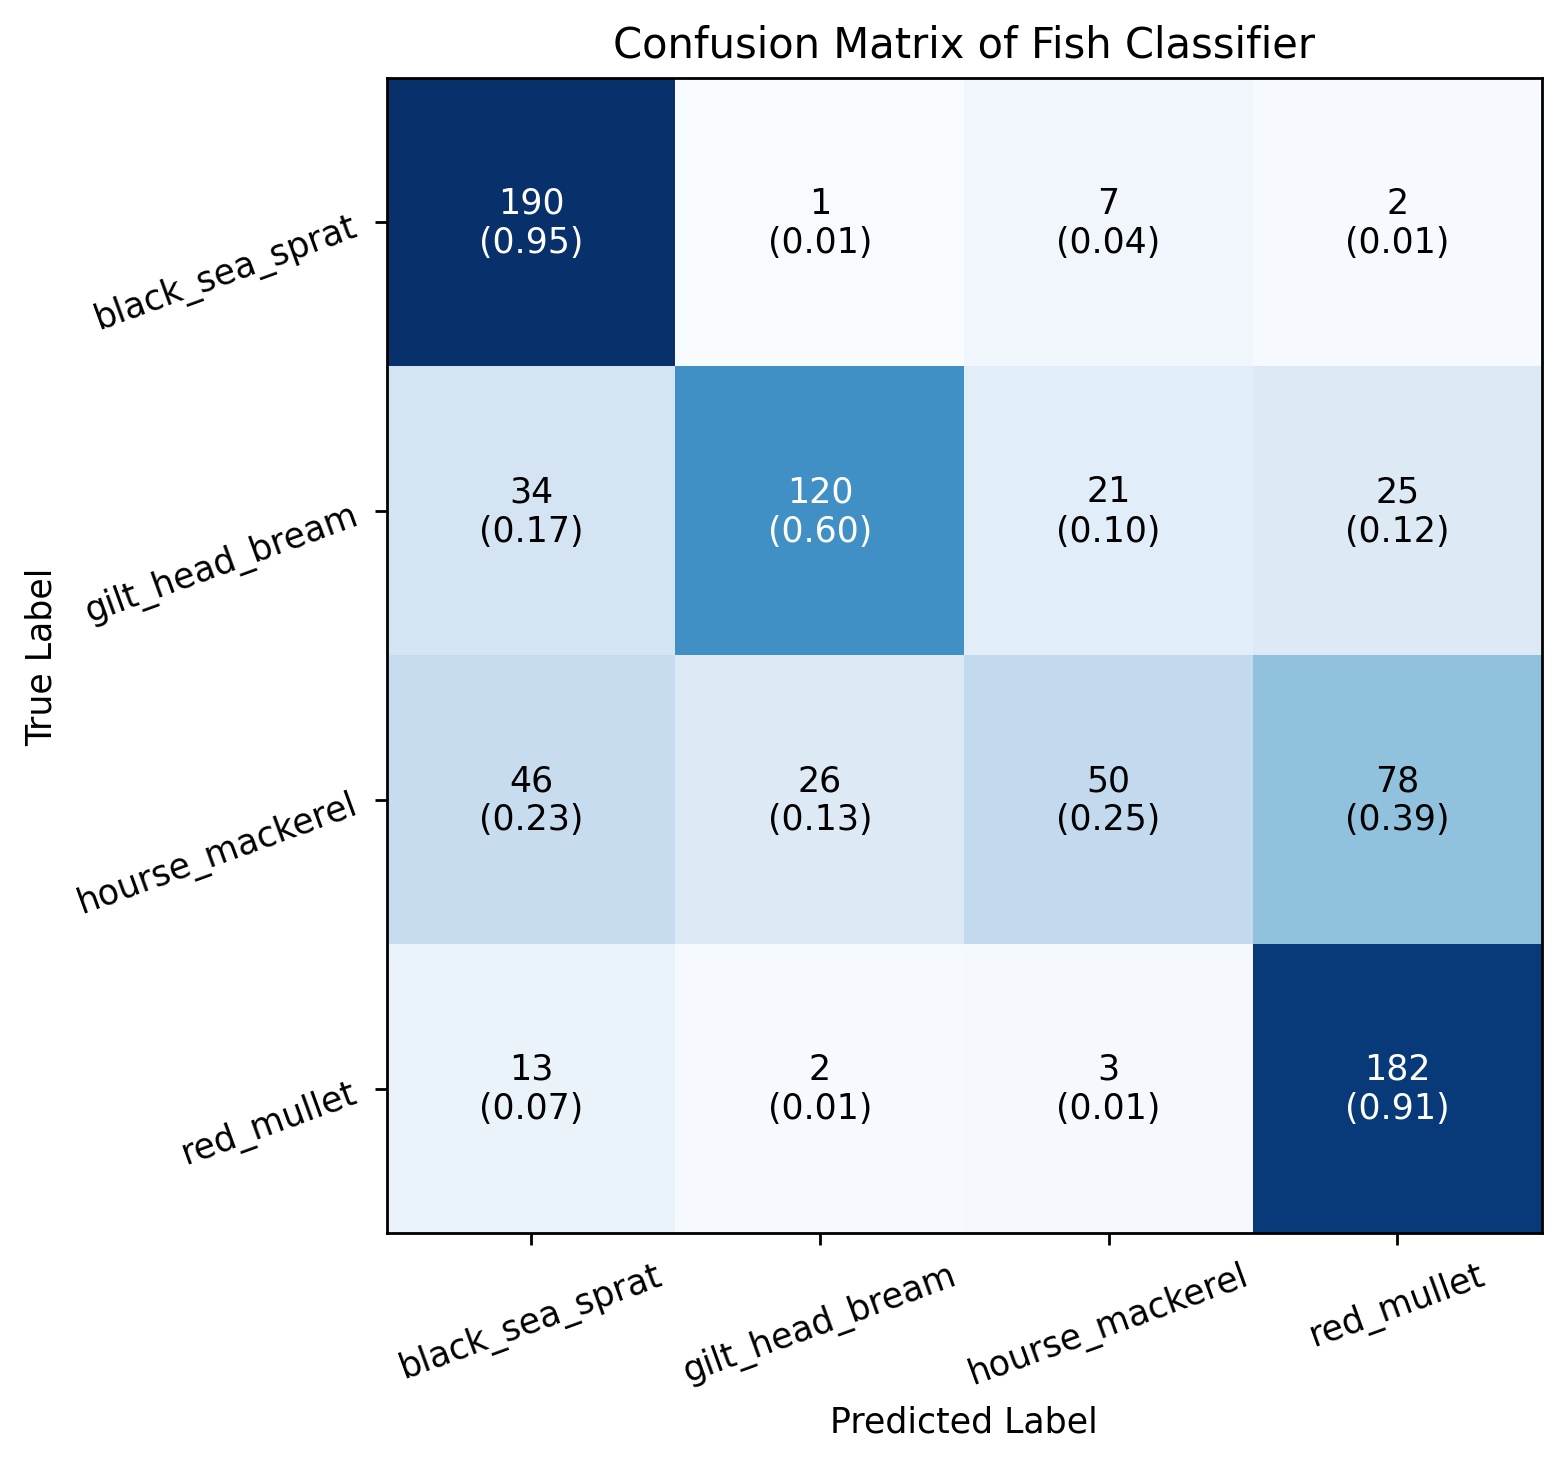 Confusion Matrix of Fish Classifier
190 1 7 2
(0.95) (0.01) (0.04) (0.01)
black_sea_sprat
34 120 21 25
(0.17) (0.60) (0.10) (0.12)
gilt_head_bream
True Label
46 26 50 78
(0.23) (0.13) (0.25) (0.39)
hourse_mackerel
13 2 3 182
(0.07) (0.01) (0.01) (0.91)
red_mullet
black_sea_sprat gilt_head_bream hourse_mackerel red_mullet
Predicted Label